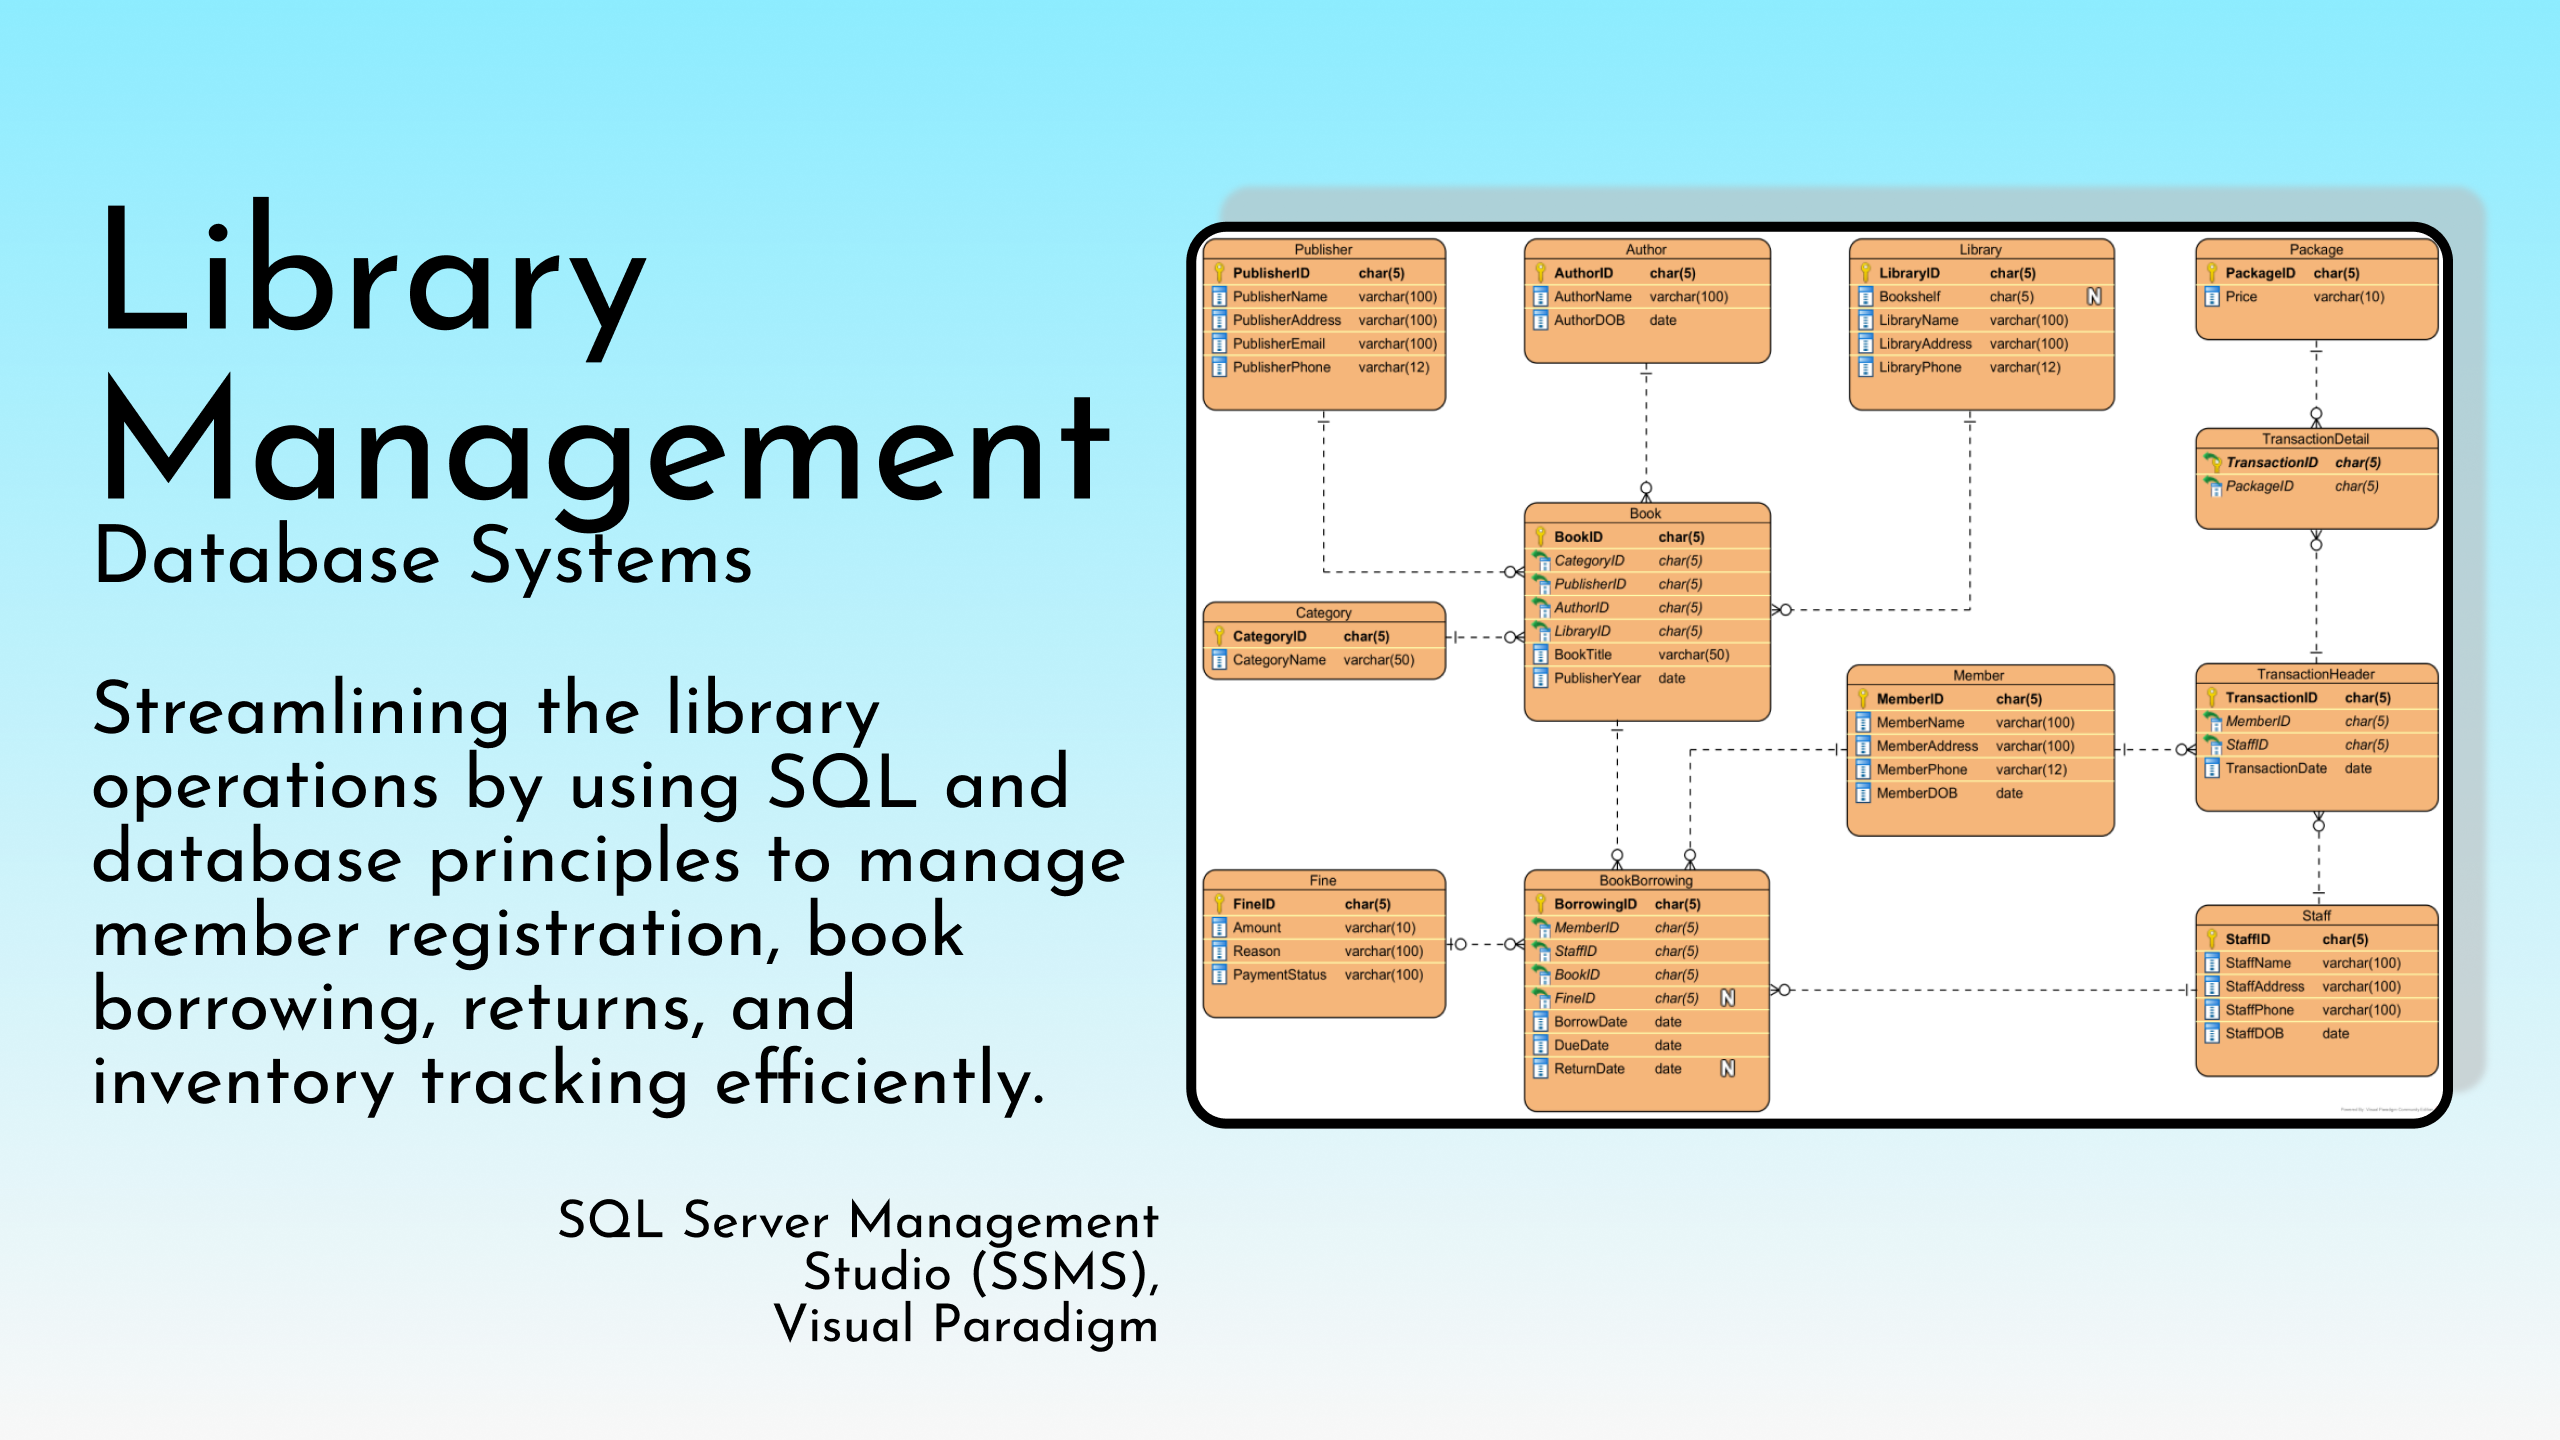 Library
Management
Database Systems
Streamlining the library
operations by using SQL and
database principles to manage
member registration, book
borrowing, returns, and
inventory tracking efficiently.
SQL Server Management
Studio (SSMS),
Visual Paradigm
Publisher
PublisherID char(5)
PublisherName varchar(100)
PublisherAddress varchar(100)
PublisherEmail varchar(100)
PublisherPhone varchar(12)
Author
AuthorID char(5)
AuthorName varchar(100)
AuthorDOB date
Library
LibraryID char(5)
Bookshelf char(5) N
LibraryName varchar(100)
LibraryAddress varchar(100)
LibraryPhone varchar(12)
Package
PackageID char(5)
Price varchar(10)
TransactionDetail
TransactionID char(5)
PackageID char(5)
Book
BookID char(5)
CategoryID char(5)
PublisherID char(5)
AuthorID char(5)
LibraryID char(5)
BookTitle varchar(50)
PublisherYear date
Category
CategoryID char(5)
CategoryName varchar(50)
Member
MemberID char(5)
MemberName varchar(100)
MemberAddress varchar(100)
MemberPhone varchar(12)
MemberDOB date
TransactionHeader
TransactionID char(5)
MemberID char(5)
StaffID char(5)
TransactionDate date
Fine
FineID char(5)
Amount varchar(10)
Reason varchar(100)
PaymentStatus varchar(100)
BookBorrowing
BorrowingID char(5)
MemberID char(5)
StaffID char(5)
BookID char(5)
FineID char(5) N
BorrowDate date
DueDate date
ReturnDate date N
Staff
StaffID char(5)
StaffName varchar(100)
StaffAddress varchar(100)
StaffPhone varchar(100)
StaffDOB date
Powered By Visual Paradigm Community